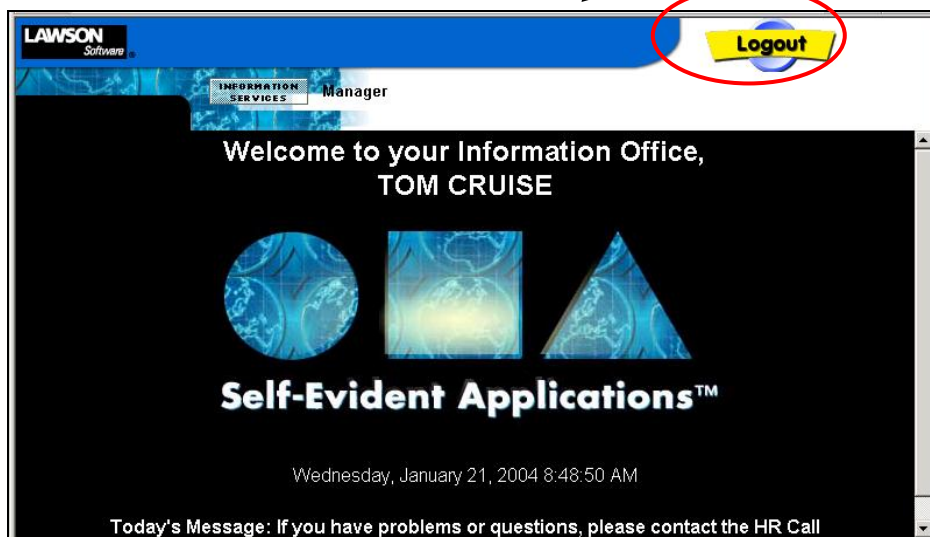 LAWSON
Software ®
Logout
INFORMATION
SERVICES
Manager
Welcome to your Information Office,
TOM CRUISE
Self-Evident Applications™
Wednesday, January 21, 2004 8:48:50 AM
Today's Message: If you have problems or questions, please contact the HR Call